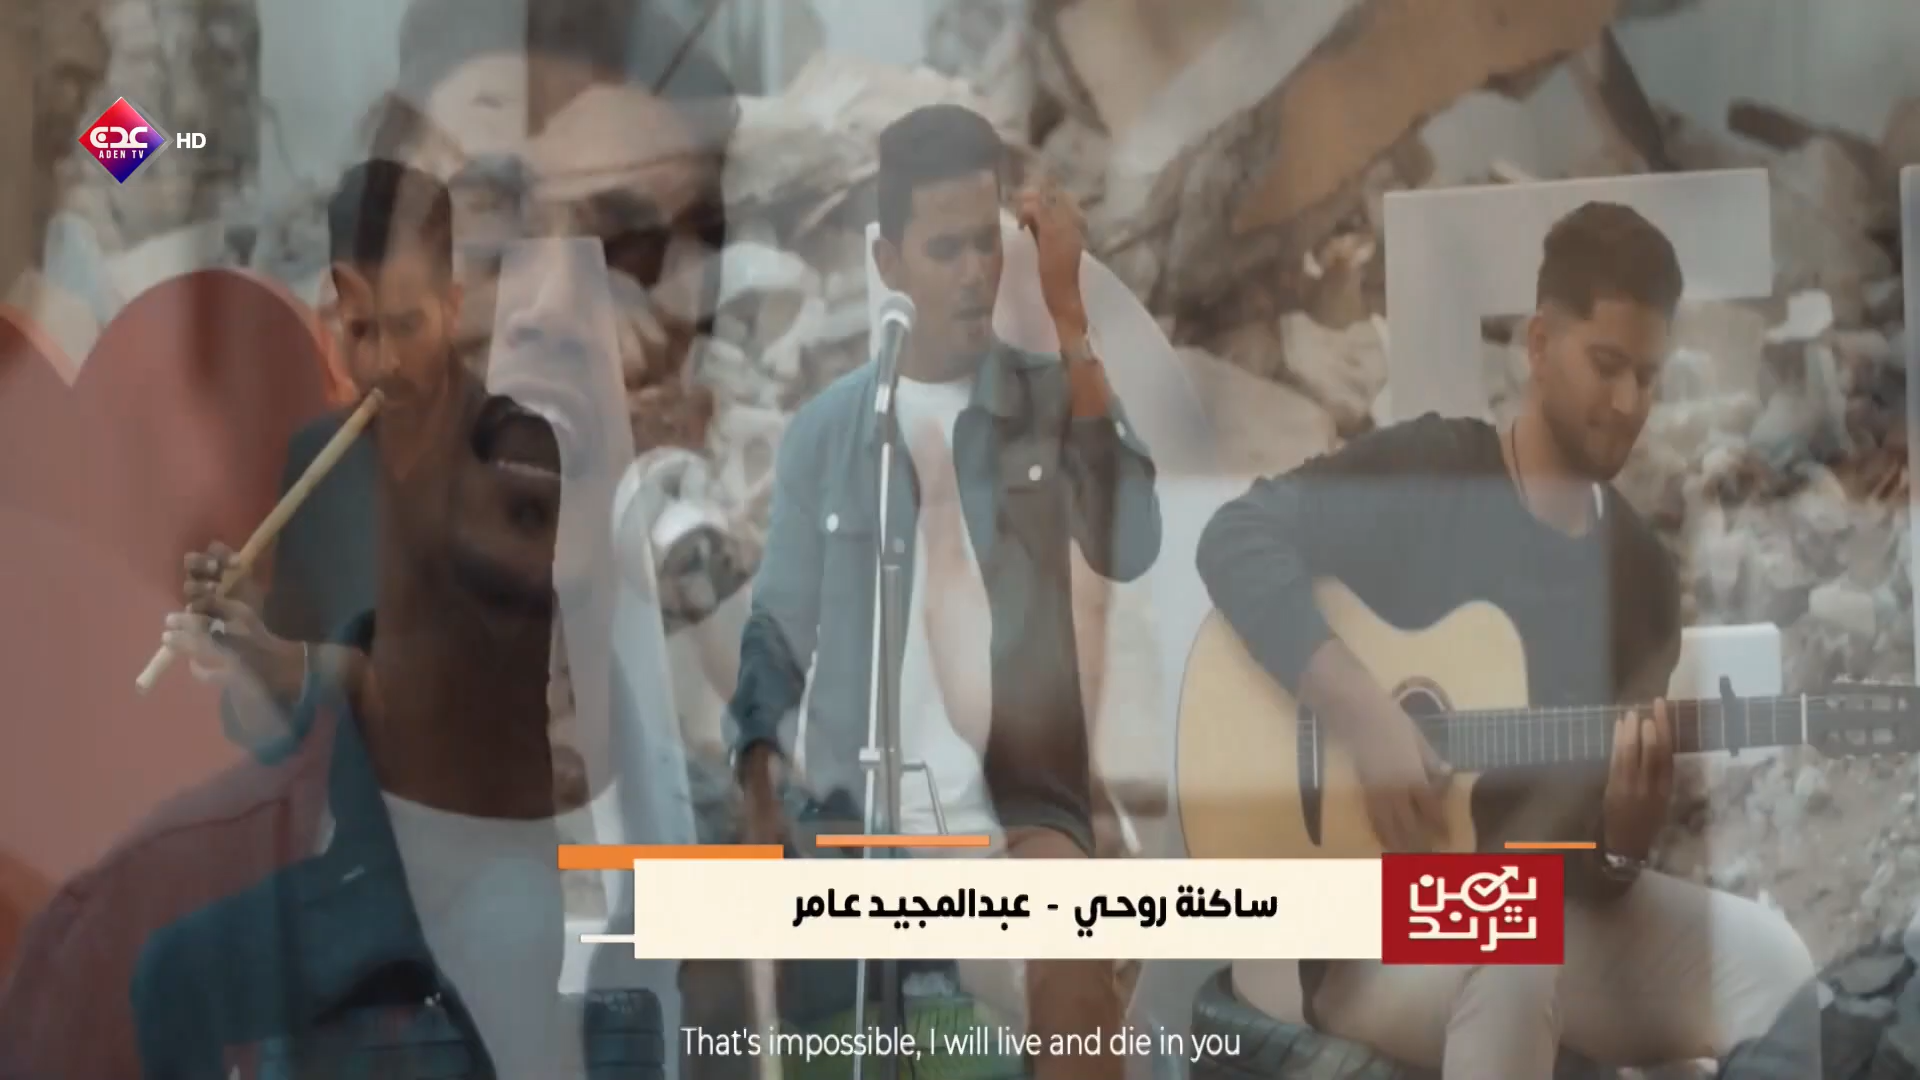 عدن
ADEN TV
HD
ساكنة روحي - عبدالمجيد عامر
يمن
ترند
That's impossible, I will live and die in you